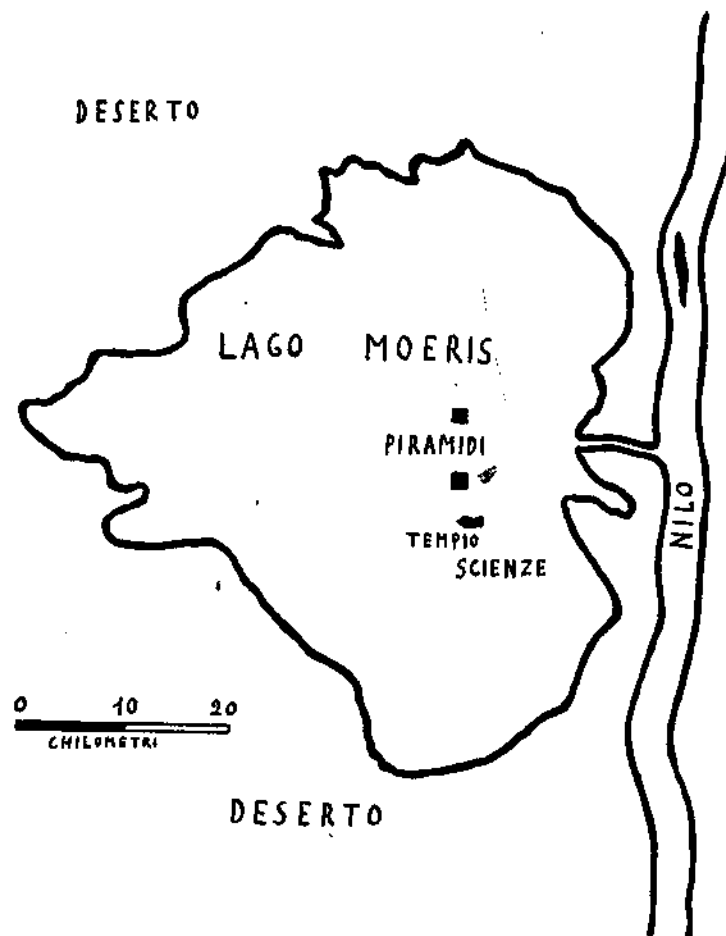 DESERTO
LAGO MOERIS
PIRAMIDI
TEMPIO
SCIENZE
NILO
0 10 20
CHILOMETRI
DESERTO